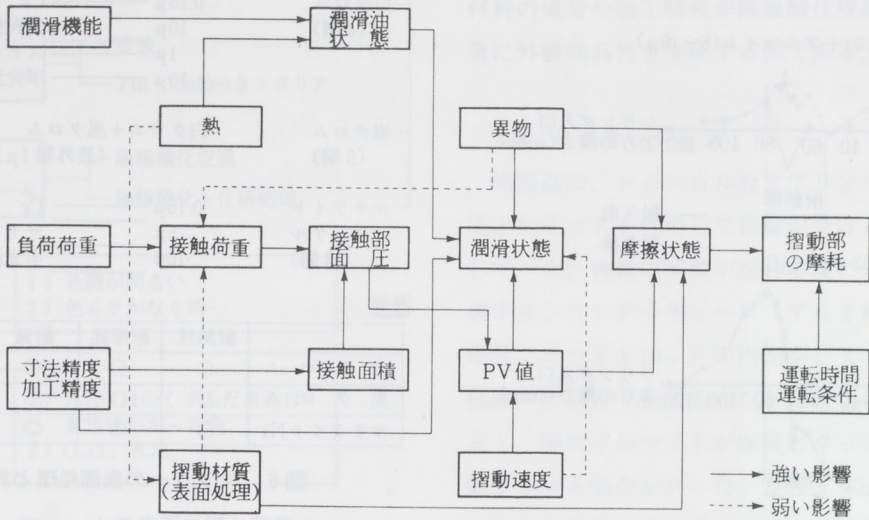 潤滑機能
潤滑油
状態
熱
異物
負荷荷重
接触荷重
接触部
面圧
潤滑状態
摩擦状態
摺動部
の摩耗
寸法精度
加工精度
接触面積
PV値
運転時間
運転条件
摺動材質
(表面処理)
摺動速度
強い影響
弱い影響